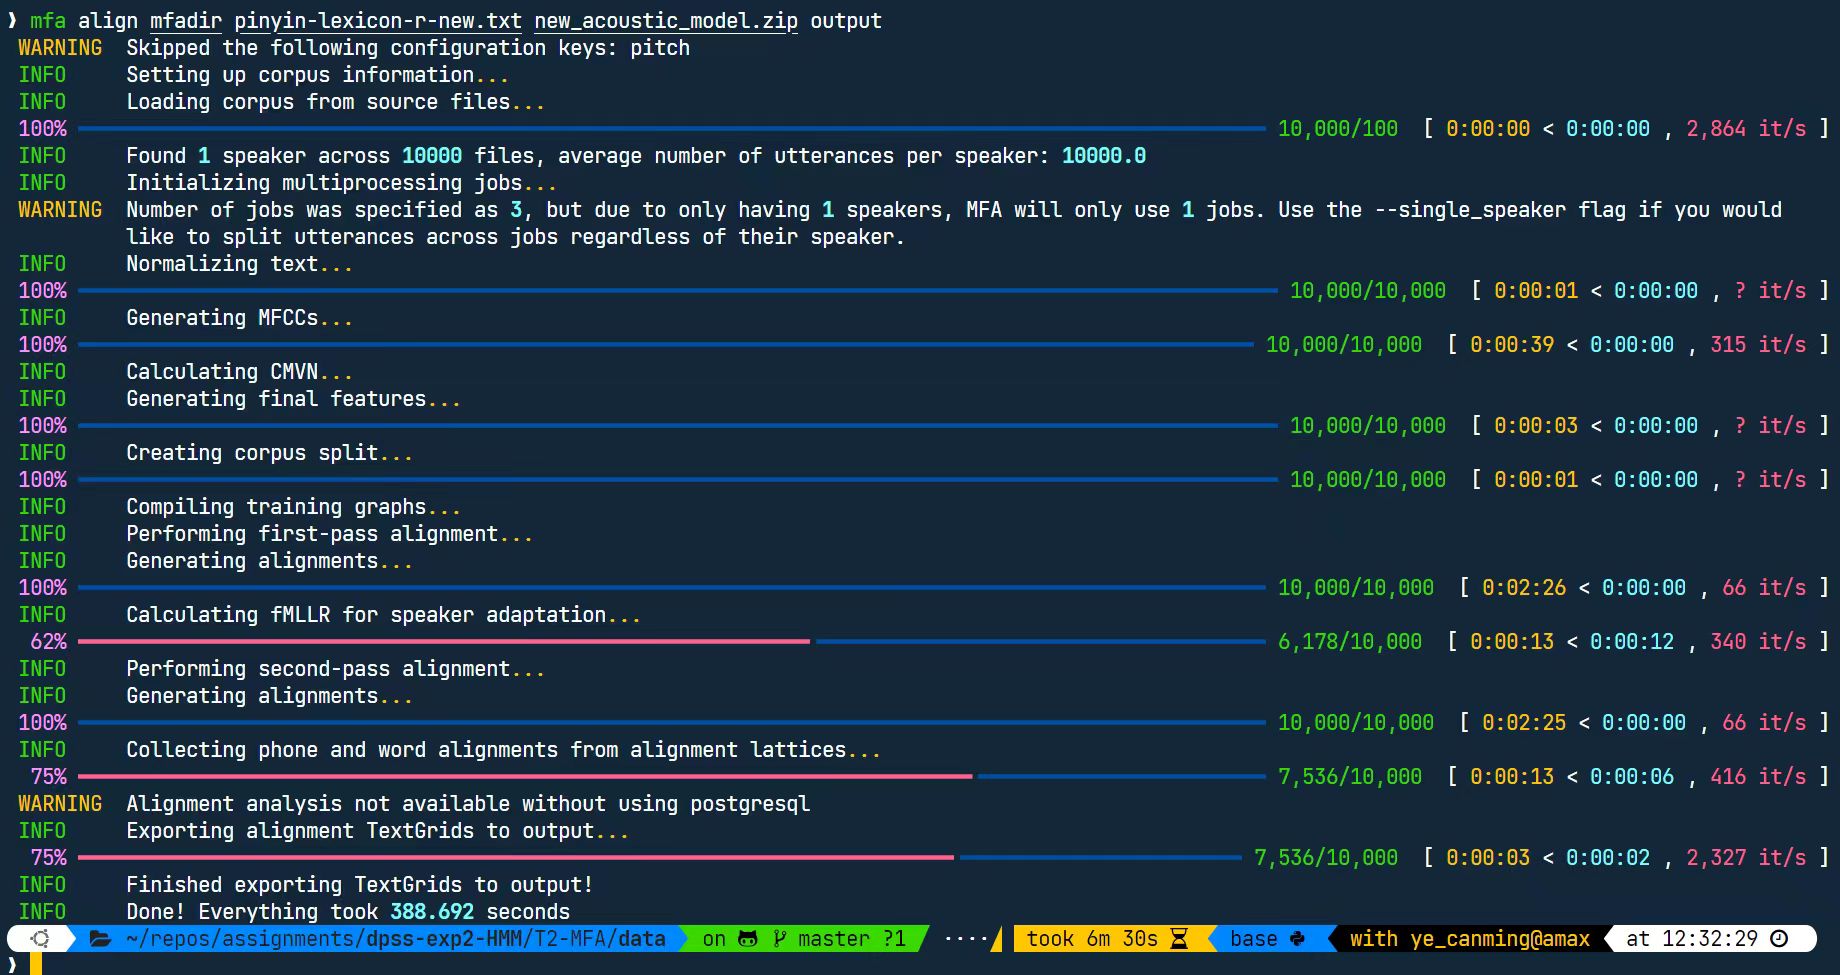 ❯ mfa align mfadir pinyin-lexicon-r-new.txt new_acoustic_model.zip output
WARNING Skipped the following configuration keys: pitch
INFO Setting up corpus information...
INFO Loading corpus from source files...
100% 10,000/100 [ 0:00:00 < 0:00:00 , 2,864 it/s ]
INFO Found 1 speaker across 10000 files, average number of utterances per speaker: 10000.0
INFO Initializing multiprocessing jobs...
WARNING Number of jobs was specified as 3, but due to only having 1 speakers, MFA will only use 1 jobs. Use the --single_speaker flag if you would
like to split utterances across jobs regardless of their speaker.
INFO Normalizing text...
100% 10,000/10,000 [ 0:00:01 < 0:00:00 , ? it/s ]
INFO Generating MFCCs...
100% 10,000/10,000 [ 0:00:39 < 0:00:00 , 315 it/s ]
INFO Calculating CMVN...
INFO Generating final features...
100% 10,000/10,000 [ 0:00:03 < 0:00:00 , ? it/s ]
INFO Creating corpus split...
100% 10,000/10,000 [ 0:00:01 < 0:00:00 , ? it/s ]
INFO Compiling training graphs...
INFO Performing first-pass alignment...
INFO Generating alignments...
100% 10,000/10,000 [ 0:02:26 < 0:00:00 , 66 it/s ]
INFO Calculating fMLLR for speaker adaptation...
62% 6,178/10,000 [ 0:00:13 < 0:00:12 , 340 it/s ]
INFO Performing second-pass alignment...
INFO Generating alignments...
100% 10,000/10,000 [ 0:02:25 < 0:00:00 , 66 it/s ]
INFO Collecting phone and word alignments from alignment lattices...
75% 7,536/10,000 [ 0:00:13 < 0:00:06 , 416 it/s ]
WARNING Alignment analysis not available without using postgresql
INFO Exporting alignment TextGrids to output...
75% 7,536/10,000 [ 0:00:03 < 0:00:02 , 2,327 it/s ]
INFO Finished exporting TextGrids to output!
INFO Done! Everything took 388.692 seconds
~/repos/assignments/dpss-exp2-HMM/T2-MFA/data on master ?1 ···· took 6m 30s base with ye_canming@amax at 12:32:29
❯